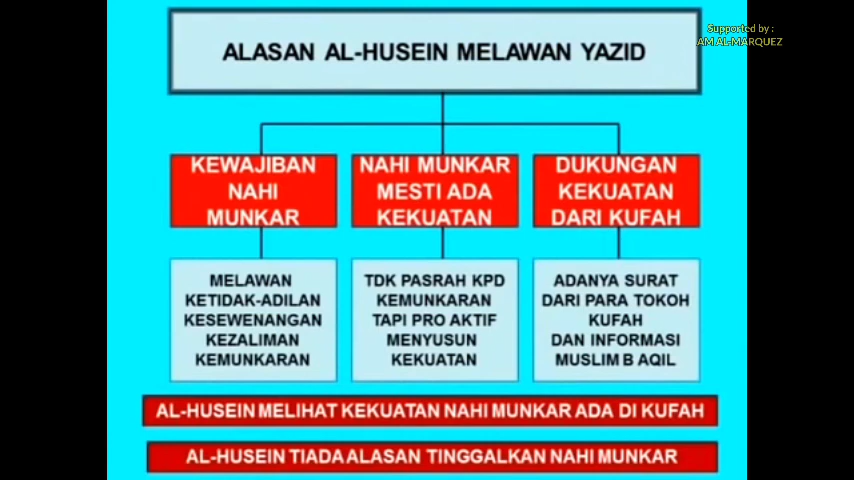 Supported by :
AM AL-MARQUEZ
ALASAN AL-HUSEIN MELAWAN YAZID
KEWAJIBAN
NAHI
MUNKAR
NAHI MUNKAR
MESTI ADA
KEKUATAN
DUKUNGAN
KEKUATAN
DARI KUFAH
MELAWAN
KETIDAK-ADILAN
KESEWENANGAN
KEZALIMAN
KEMUNKARAN
TDK PASRAH KPD
KEMUNKARAN
TAPI PRO AKTIF
MENYUSUN
KEKUATAN
ADANYA SURAT
DARI PARA TOKOH
KUFAH
DAN INFORMASI
MUSLIM B AQIL
AL-HUSEIN MELIHAT KEKUATAN NAHI MUNKAR ADA DI KUFAH
AL-HUSEIN TIADA ALASAN TINGGALKAN NAHI MUNKAR